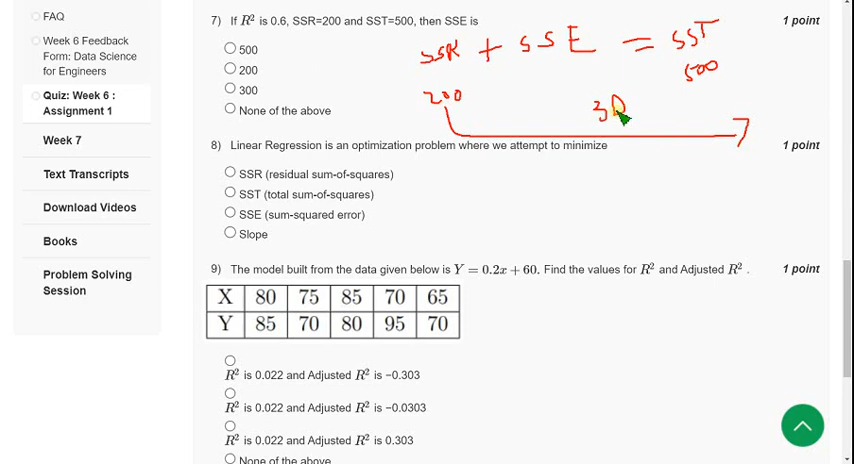 FAQ
Week 6 Feedback
Form: Data Science
for Engineers
Quiz: Week 6 :
Assignment 1
Week 7
Text Transcripts
Download Videos
Books
Problem Solving
Session
7) If R² is 0.6, SSR=200 and SST=500, then SSE is
1 point
500
200
300
None of the above
SSR + SSE = SST
200
500
8) Linear Regression is an optimization problem where we attempt to minimize
1 point
SSR (residual sum-of-squares)
SST (total sum-of-squares)
SSE (sum-squared error)
Slope
9) The model built from the data given below is Y = 0.2x + 60. Find the values for R² and Adjusted R² .
1 point
X 80 75 85 70 65
Y 85 70 80 95 70
R² is 0.022 and Adjusted R² is −0.303
R² is 0.022 and Adjusted R² is −0.0303
R² is 0.022 and Adjusted R² is 0.303
None of the above